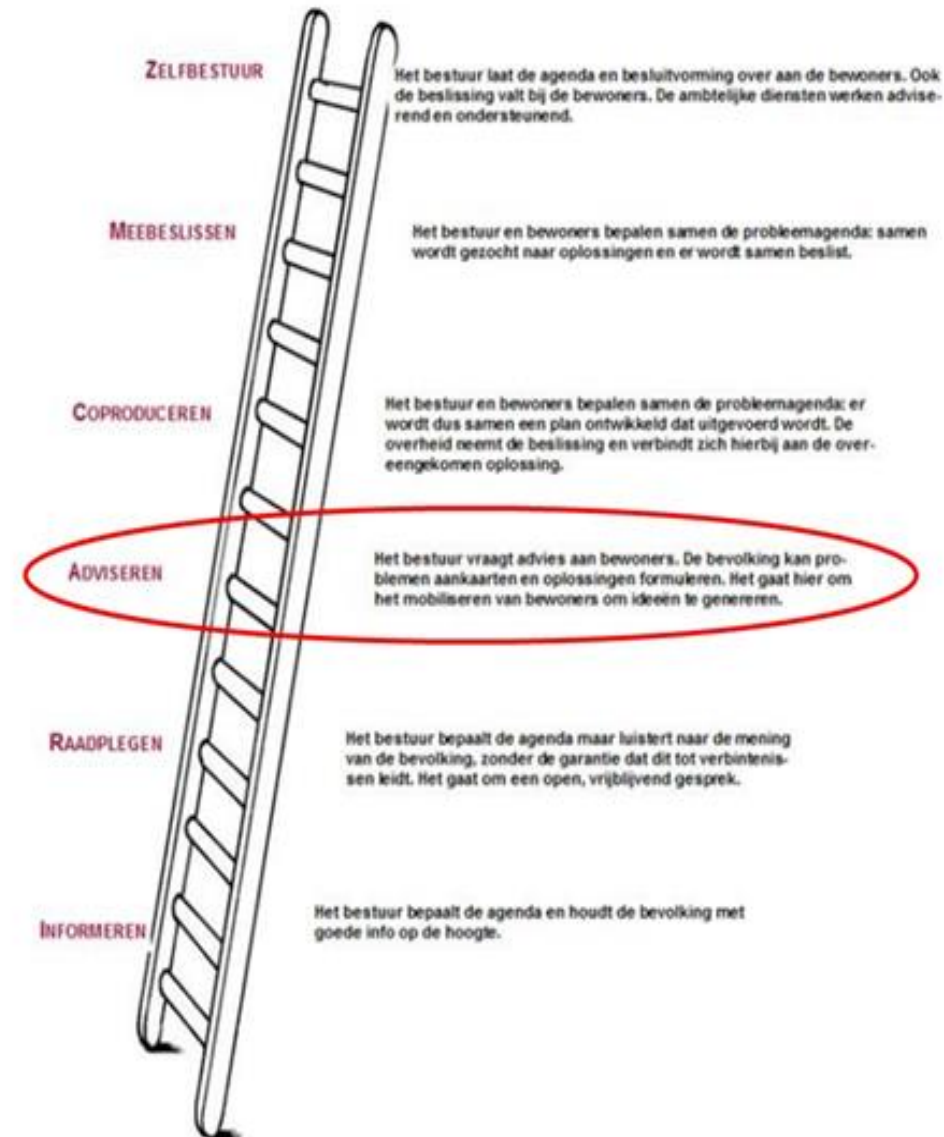 ZELFBESTUUR
Het bestuur laat de agenda en besluitvorming over aan de bewoners. Ook
de beslissing valt bij de bewoners. De ambtelijke diensten werken advise-
rend en ondersteunend.
MEEBESLISSEN
Het bestuur en bewoners bepalen samen de probleemagenda: samen
wordt gezocht naar oplossingen en er wordt samen beslist.
COPRODUCEREN
Het bestuur en bewoners bepalen samen de probleemagenda: er
wordt dus samen een plan ontwikkeld dat uitgevoerd wordt. De
overheid neemt de beslissing en verbindt zich hierbij aan de over-
eengekomen oplossing.
ADVISEREN
Het bestuur vraagt advies aan bewoners. De bevolking kan pro-
blemen aankaarten en oplossingen formuleren. Het gaat hier om
het mobiliseren van bewoners om ideeën te genereren.
RAADPLEGEN
Het bestuur bepaalt de agenda maar luistert naar de mening
van de bevolking, zonder de garantie dat dit tot verbintenis-
sen leidt. Het gaat om een open, vrijblijvend gesprek.
INFORMEREN
Het bestuur bepaalt de agenda en houdt de bevolking met
goede info op de hoogte.